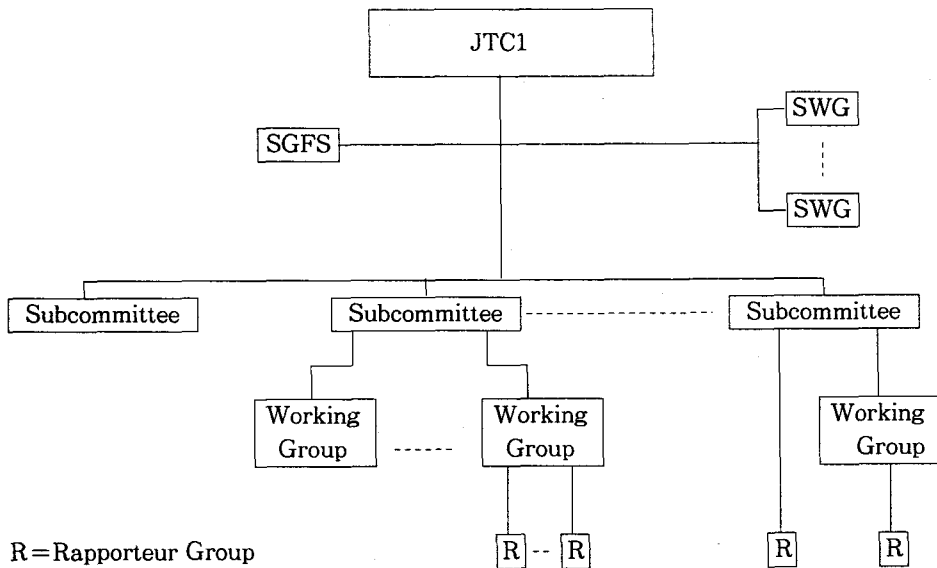 JTC1
SWG
SGFS
SWG
Subcommittee
Subcommittee
Subcommittee
Working
Group
Working
Group
Working
Group
R=Rapporteur Group
R
R
R
R